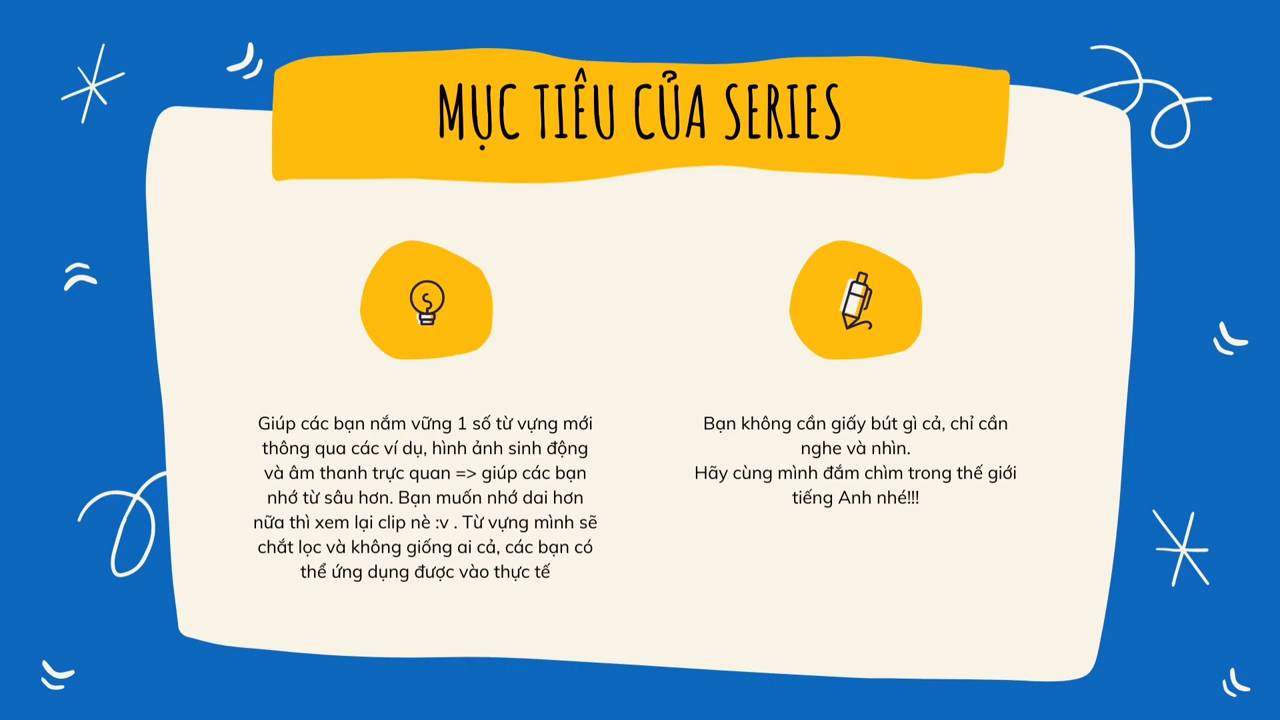 MỤC TIÊU CỦA SERIES
Giúp các bạn nắm vững 1 số từ vựng mới
thông qua các ví dụ, hình ảnh sinh động
và âm thanh trực quan => giúp các bạn
nhớ từ sâu hơn. Bạn muốn nhớ dai hơn
nữa thì xem lại clip nè :v . Từ vựng mình sẽ
chắt lọc và không giống ai cả, các bạn có
thể ứng dụng được vào thực tế
Bạn không cần giấy bút gì cả, chỉ cần
nghe và nhìn.
Hãy cùng mình đắm chìm trong thế giới
tiếng Anh nhé!!!